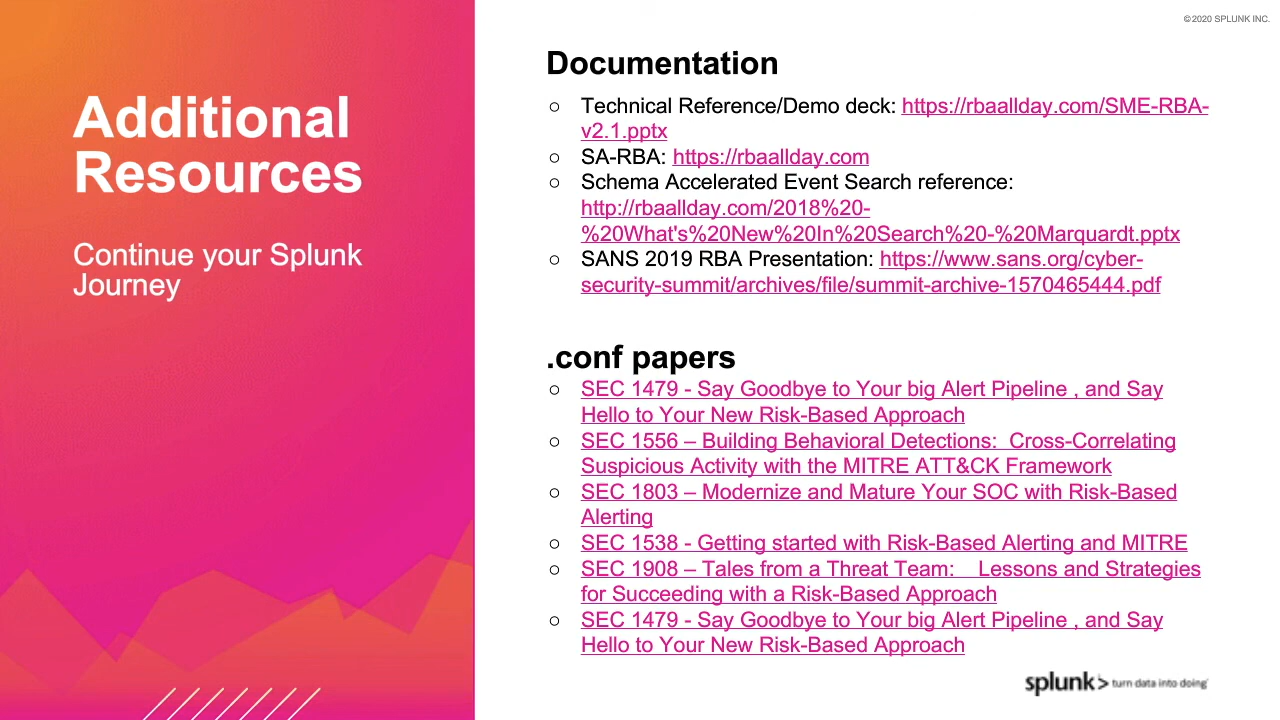 © 2020 SPLUNK INC.
Additional
Resources
Continue your Splunk
Journey
Documentation
○ Technical Reference/Demo deck: https://rbaallday.com/SME-RBA-
v2.1.pptx
○ SA-RBA: https://rbaallday.com
○ Schema Accelerated Event Search reference:
http://rbaallday.com/2018%20-
%20What's%20New%20In%20Search%20-%20Marquardt.pptx
○ SANS 2019 RBA Presentation: https://www.sans.org/cyber-
security-summit/archives/file/summit-archive-1570465444.pdf
.conf papers
○ SEC 1479 - Say Goodbye to Your big Alert Pipeline , and Say
Hello to Your New Risk-Based Approach
○ SEC 1556 – Building Behavioral Detections:  Cross-Correlating
Suspicious Activity with the MITRE ATT&CK Framework
○ SEC 1803 – Modernize and Mature Your SOC with Risk-Based
Alerting
○ SEC 1538 - Getting started with Risk-Based Alerting and MITRE
○ SEC 1908 – Tales from a Threat Team:    Lessons and Strategies
for Succeeding with a Risk-Based Approach
○ SEC 1479 - Say Goodbye to Your big Alert Pipeline , and Say
Hello to Your New Risk-Based Approach
splunk> turn data into doing